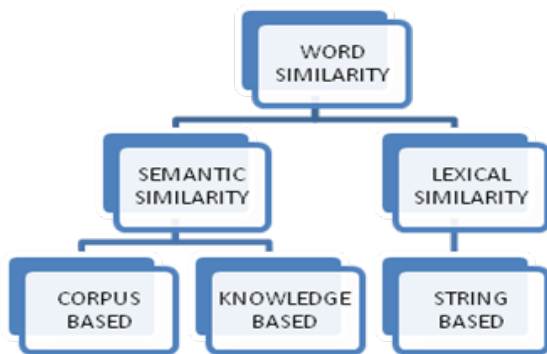 WORD
SIMILARITY
SEMANTIC
SIMILARITY
LEXICAL
SIMILARITY
CORPUS
BASED
KNOWLEDGE
BASED
STRING
BASED